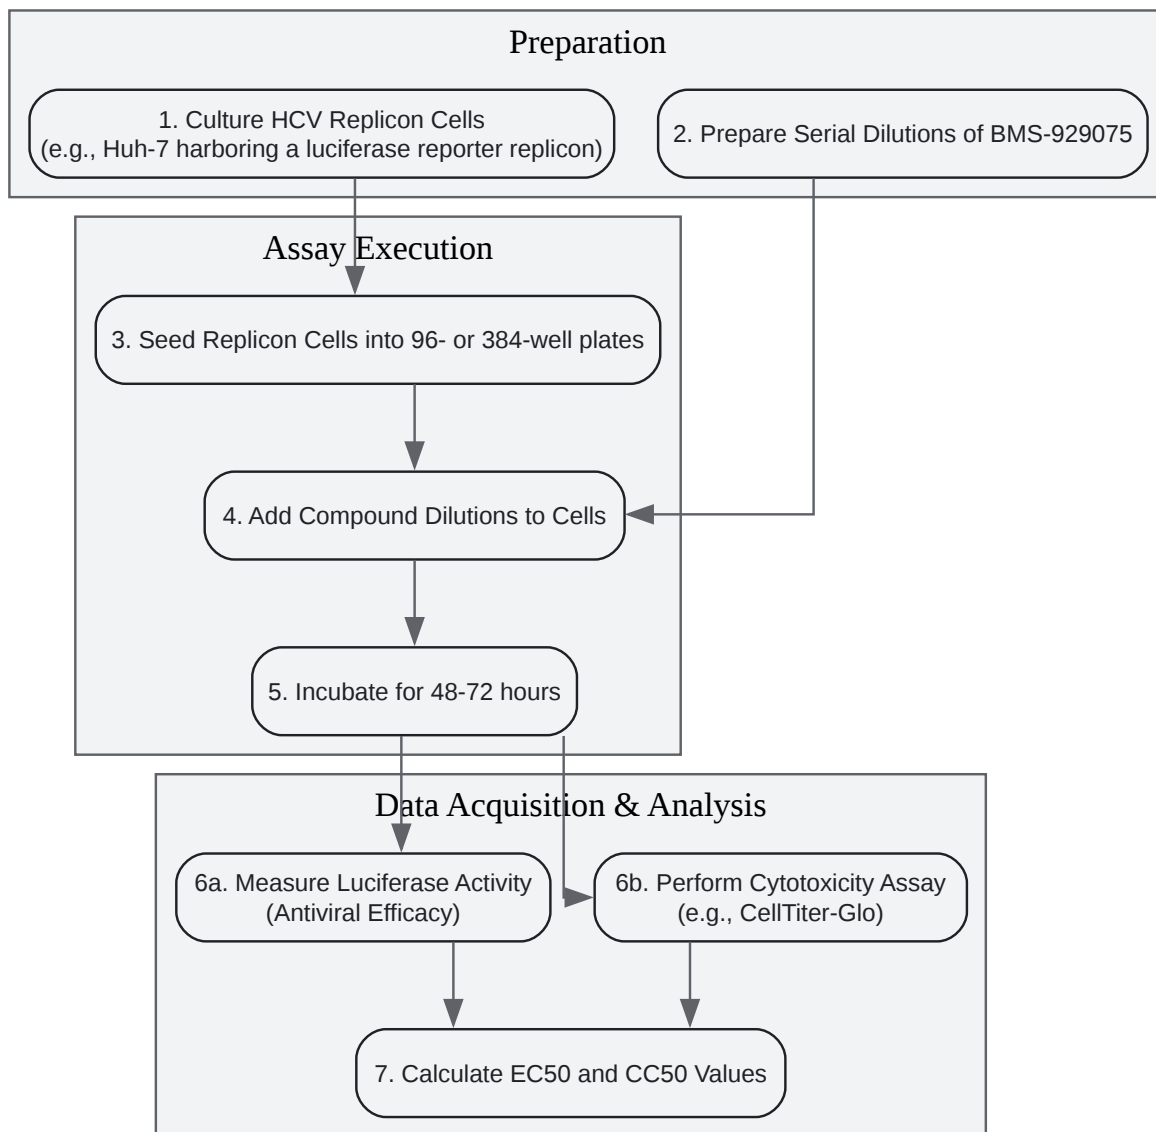 Preparation
1. Culture HCV Replicon Cells
(e.g., Huh-7 harboring a luciferase reporter replicon)
2. Prepare Serial Dilutions of BMS-929075
Assay Execution
3. Seed Replicon Cells into 96- or 384-well plates
4. Add Compound Dilutions to Cells
5. Incubate for 48-72 hours
Data Acquisition & Analysis
6a. Measure Luciferase Activity
(Antiviral Efficacy)
6b. Perform Cytotoxicity Assay
(e.g., CellTiter-Glo)
7. Calculate EC50 and CC50 Values